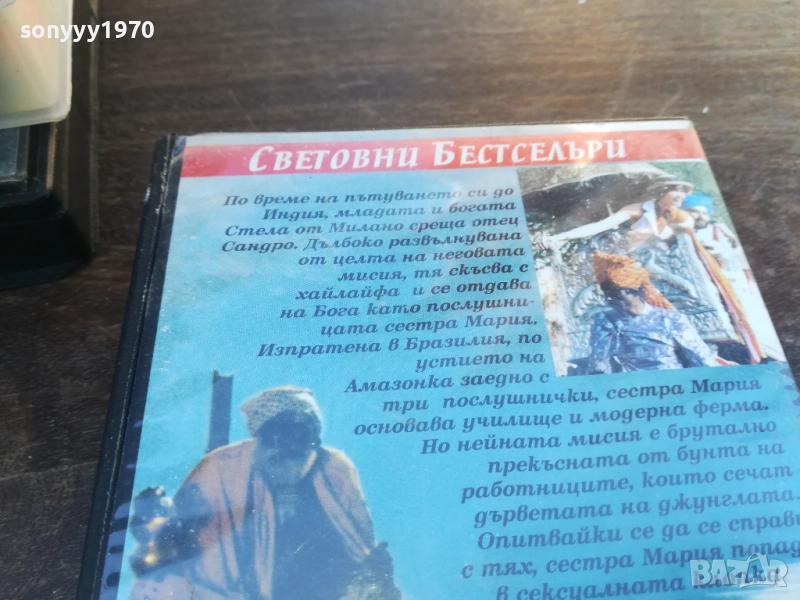 sonyyy1970
СВЕТОВНИ БЕСТСЕЛЪРИ
По време на пътуването си до
Индия, младата и богата
Стела от Милано среща отец
Сандро. Дълбоко развълнувана
от целта на неговата
мисия, тя скъсва с
хайлайфа и се отдава
на Бога като послушни-
цата сестра Мария.
Изпратена в Бразилия, по
устието на
Амазонка заедно с
три послушнички, сестра Мария
основава училище и модерна ферма.
Но нейната мисия е брутално
прекъсната от бунта на
работниците, които сечат
дърветата на джунглата.
Опитвайки се да се справи
с тях, сестра Мария попад
в сексуалната
BAZAR